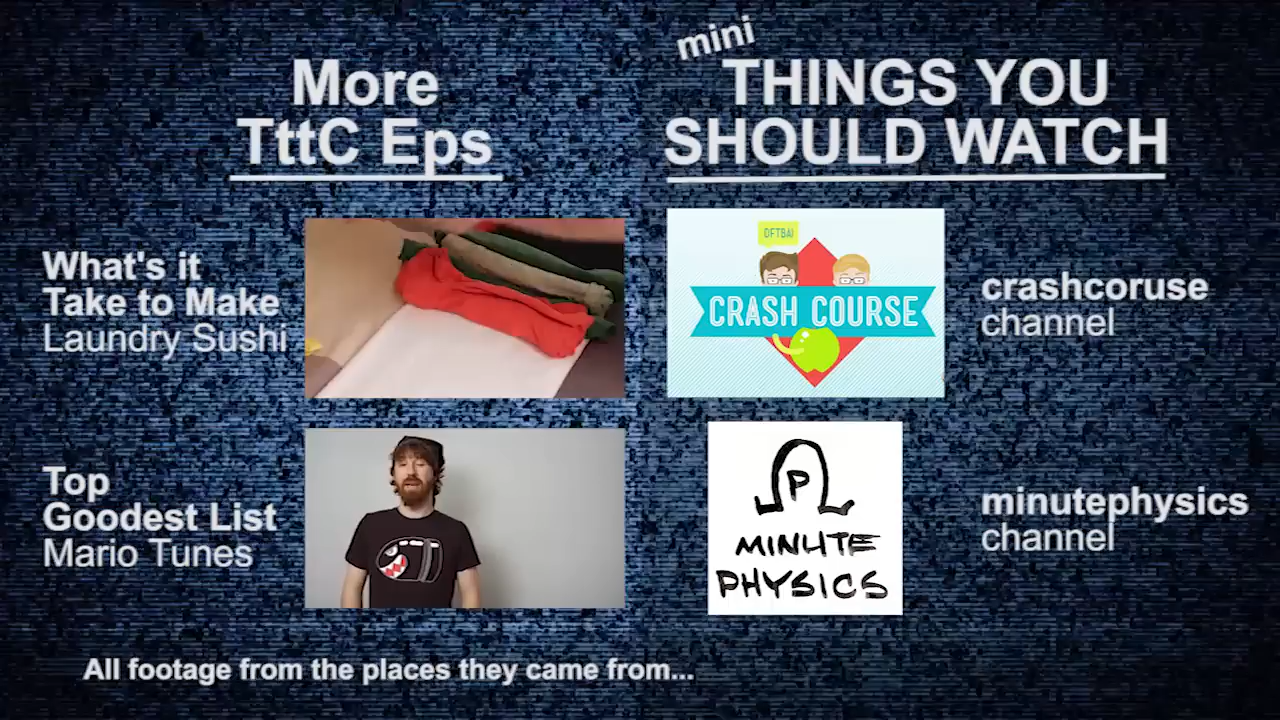 More
TttC Eps
mini
THINGS YOU
SHOULD WATCH
What's it
Take to Make
Laundry Sushi
DFTBA!
CRASH COURSE
crashcoruse
channel
Top
Goodest List
Mario Tunes
P
MINUTE
PHYSICS
minutephysics
channel
All footage from the places they came from...